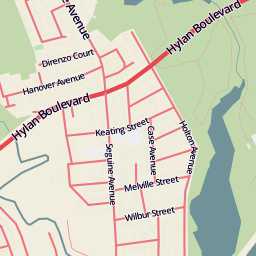 e Avenue
Hylan Boulevard
Direnzo Court
Hanover Avenue
Hylan Boulevard
Keating Street
Case Avenue
Holton Avenue
Seguine Avenue
Melville Street
Wilbur Street